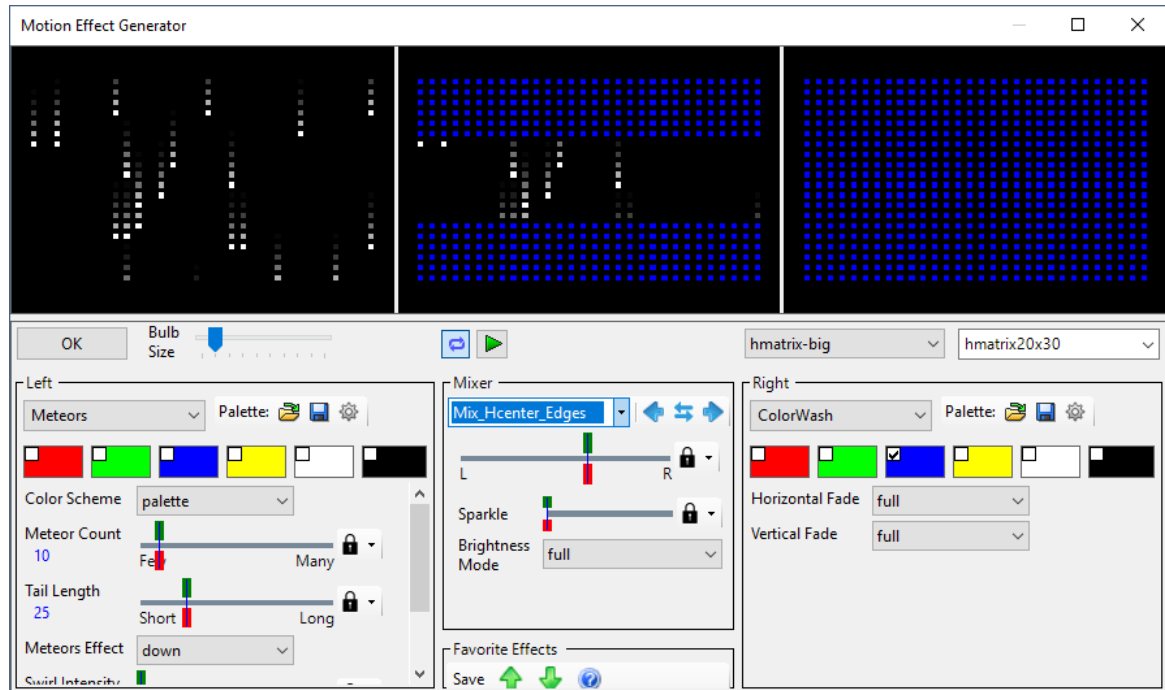 Motion Effect Generator
OK
Bulb
Size
hmatrix-big
hmatrix20x30
Left
Meteors
Palette:
Color Scheme
palette
Meteor Count
10
Few
Many
Tail Length
25
Short
Long
Meteors Effect
down
Swirl Intensity
Mixer
Mix_Hcenter_Edges
L
R
Sparkle
Brightness
Mode
full
Favorite Effects
Save
Right
ColorWash
Palette:
Horizontal Fade
full
Vertical Fade
full